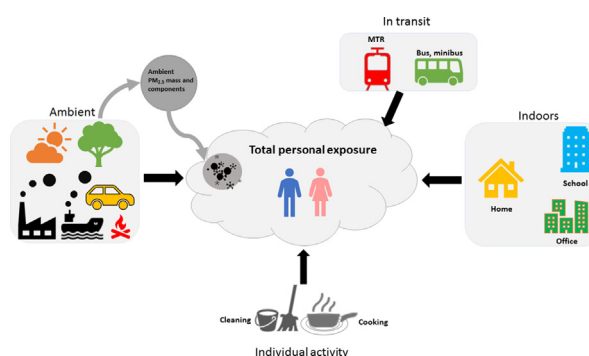 In transit
MTR
Bus, minibus
Ambient
PM2.5 mass and
components
Ambient
Total personal exposure
Indoors
School
Home
Office
Cleaning
Cooking
Individual activity